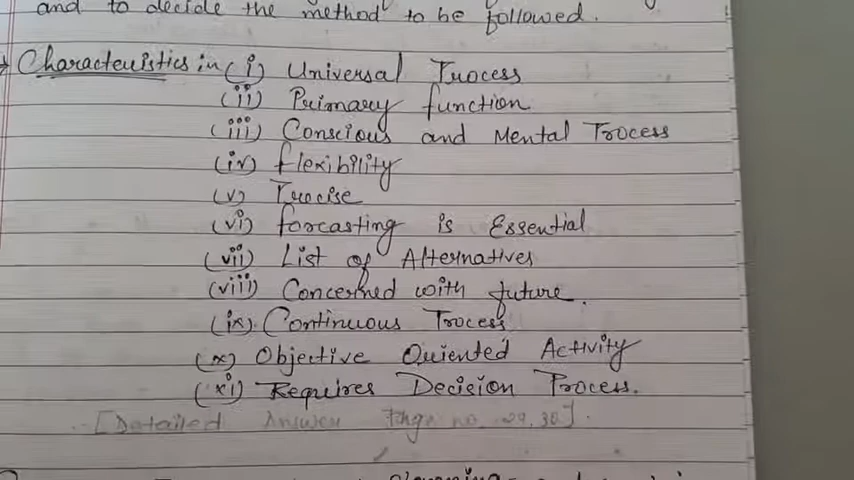 and to decide the method to be followed.
→ Characteristics in (i) Universal Process
(ii) Primary function
(iii) Conscious and Mental Process
(iv) flexibility
(v) Precise
(vi) forcasting is Essential
(vii) List of Alternatives
(viii) Concerned with future.
(ix) Continuous Process
(x) Objective Oriented Activity
(xi) Requires Decision Process.
[Detailed Answer Page no. 29, 30].